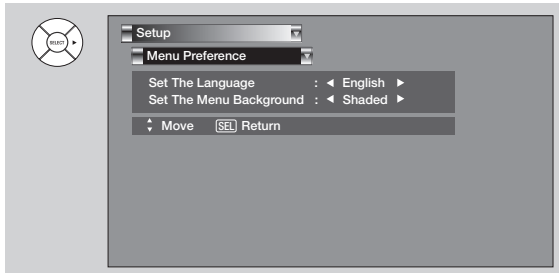 SELECT
Setup
Menu Preference
Set The Language : ◄ English ►
Set The Menu Background : ◄ Shaded ►
Move SEL Return